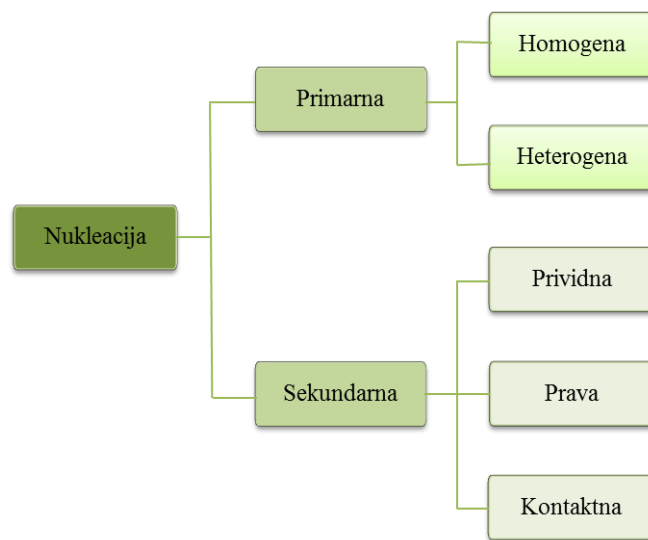 Nukleacija
Primarna
Homogena
Heterogena
Sekundarna
Prividna
Prava
Kontaktna